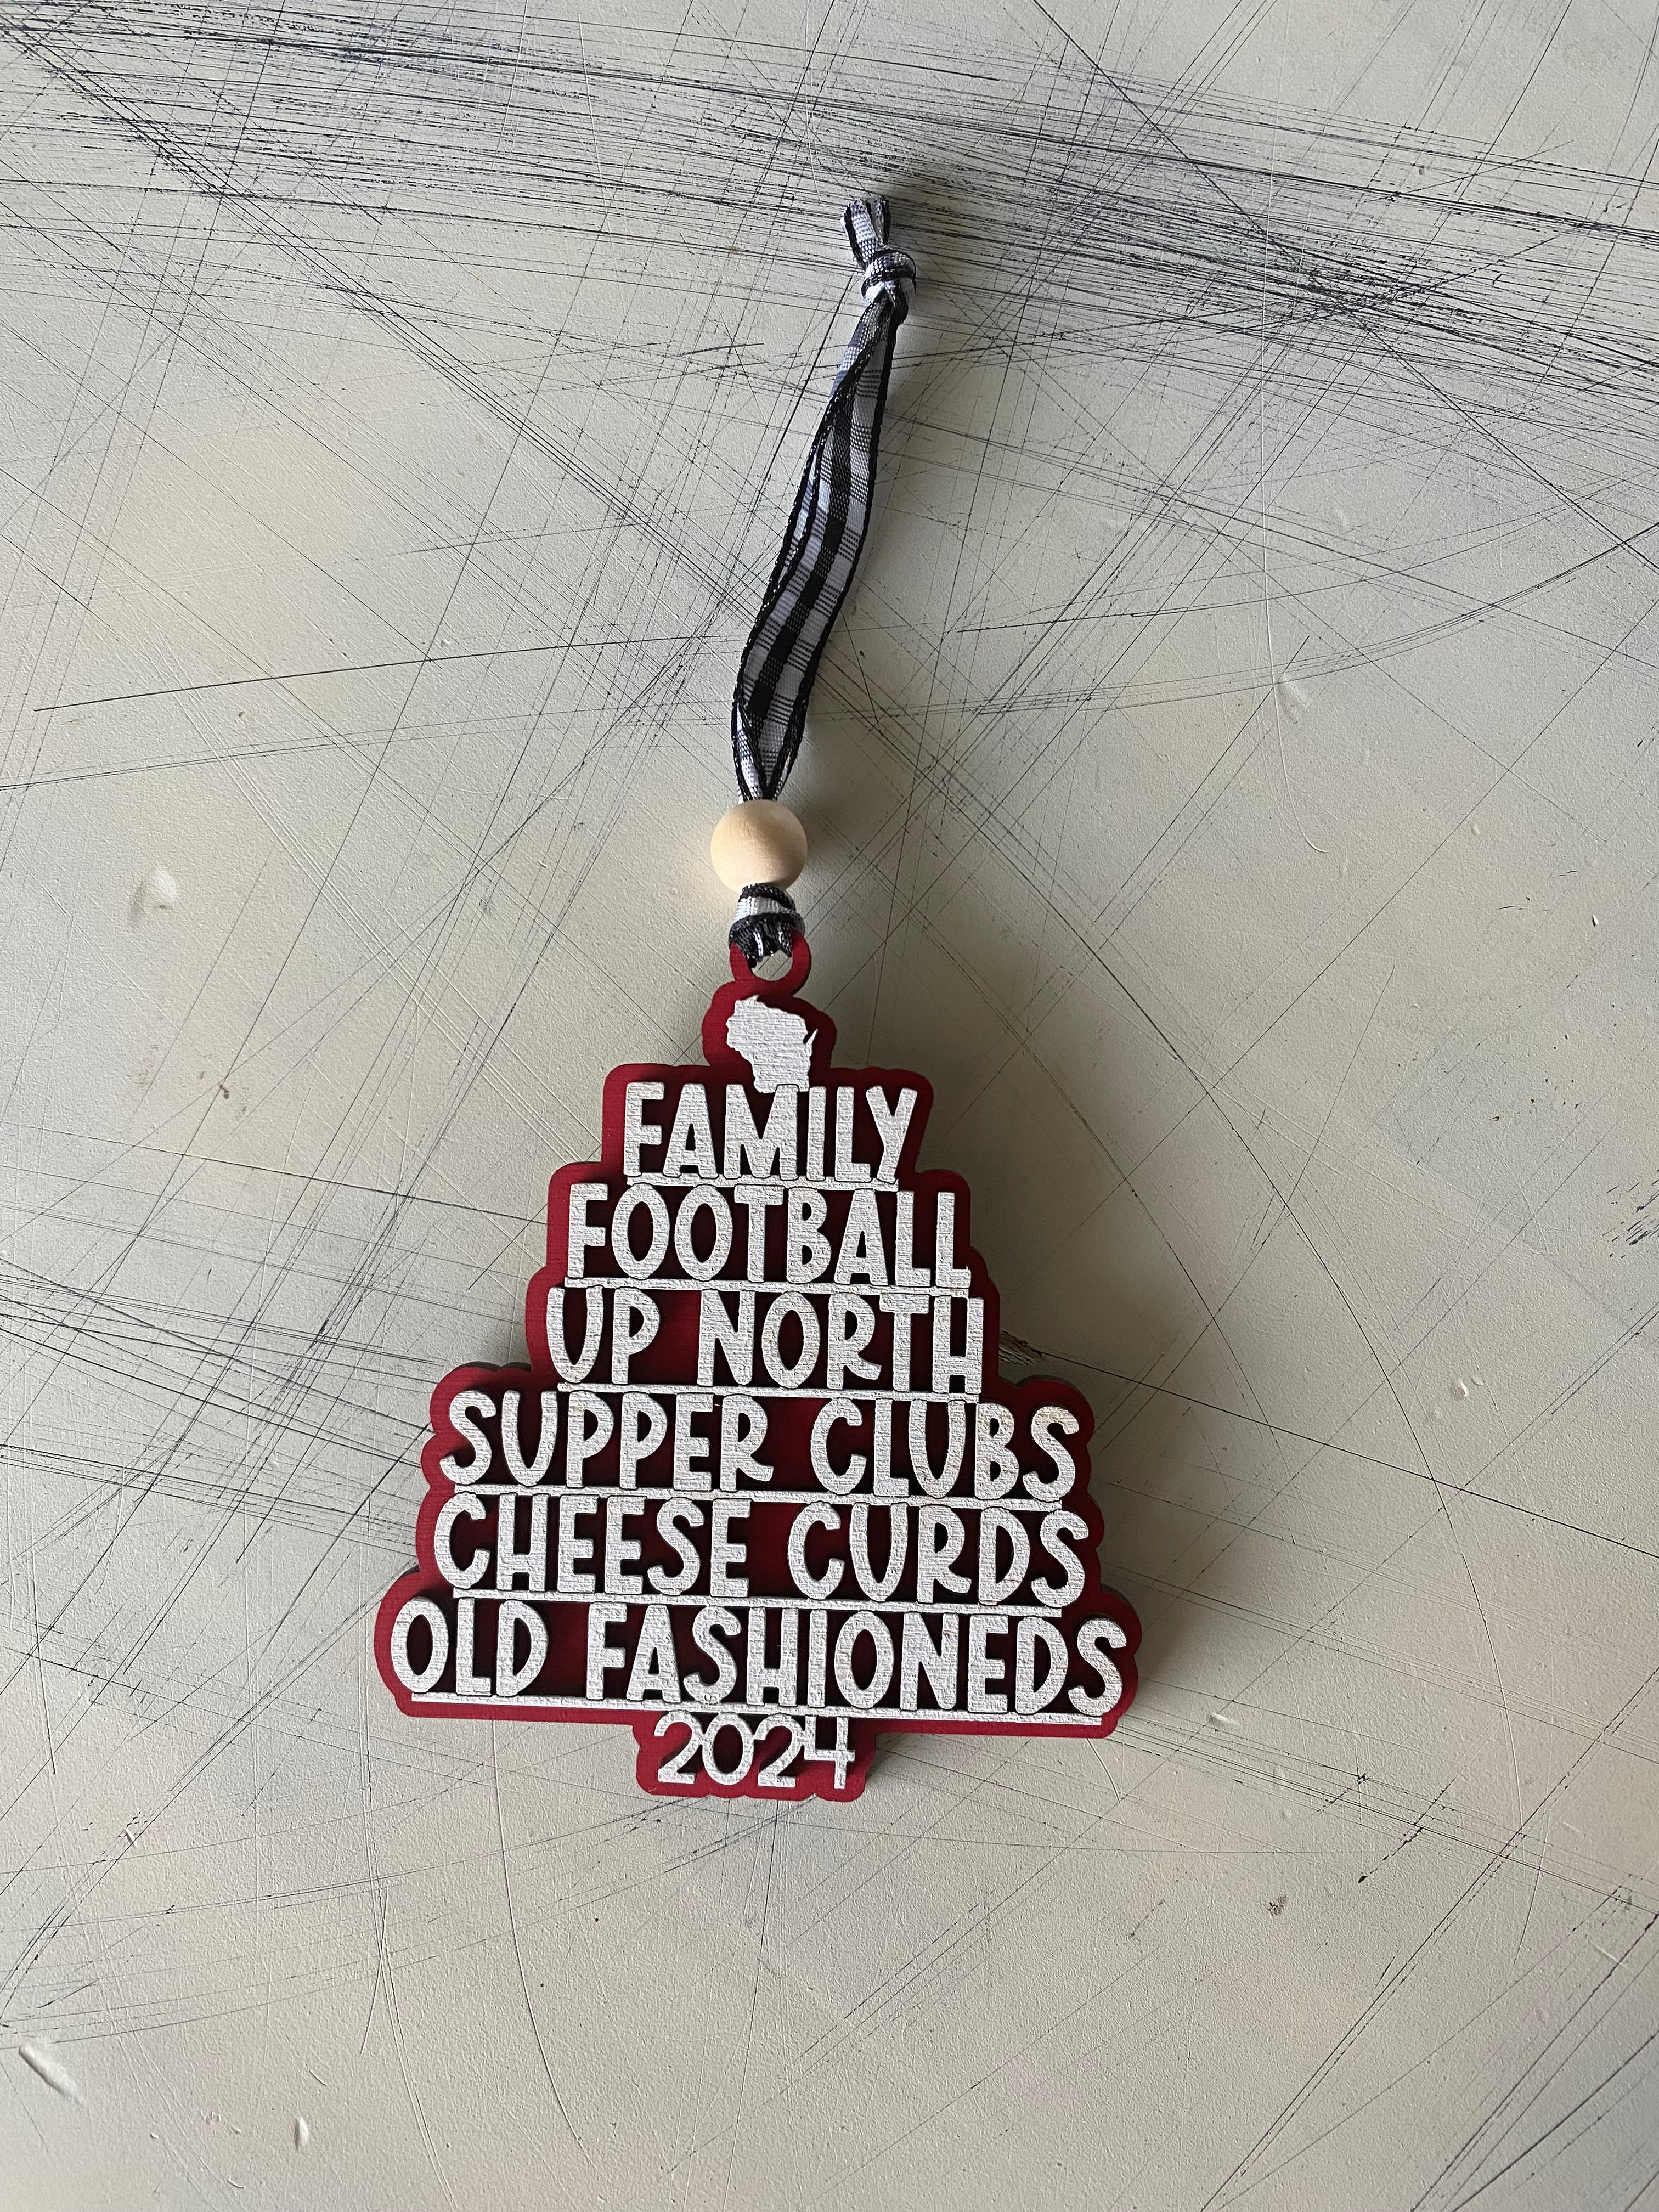 FAMILY
FOOTBALL
UP NORTH
SUPPER CLUBS
CHEESE CURDS
OLD FASHIONEDS
2024